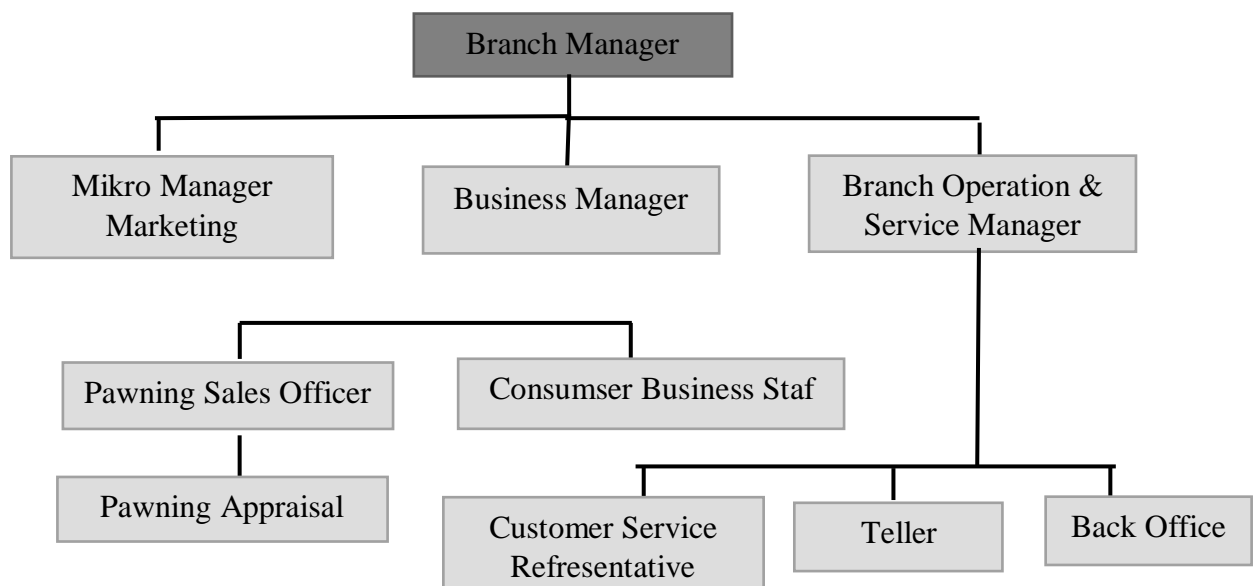 Branch Manager
Mikro Manager
Marketing
Business Manager
Branch Operation &
Service Manager
Pawning Sales Officer
Consumser Business Staf
Pawning Appraisal
Customer Service
Refresentative
Teller
Back Office